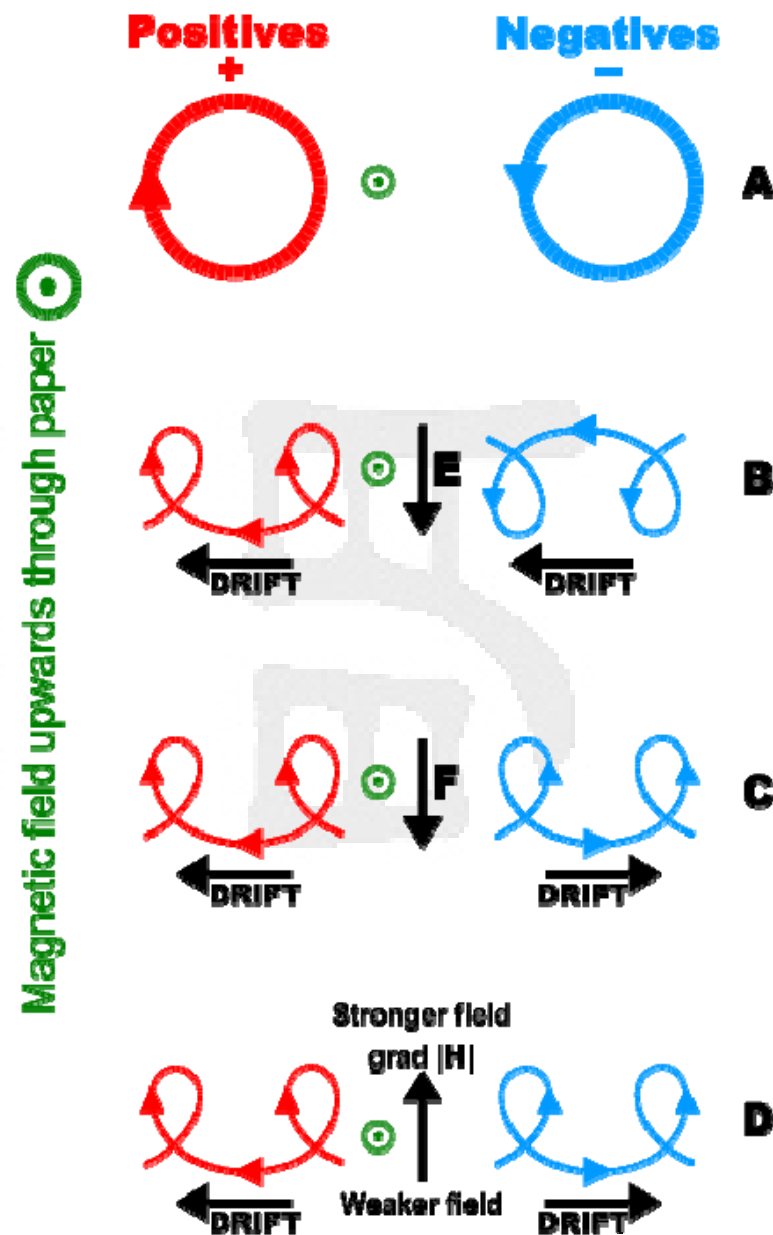 Positives
+
Negatives
−
A
Magnetic field upwards through paper
E
B
DRIFT
DRIFT
F
C
DRIFT
DRIFT
Stronger field
grad |H|
D
Weaker field
DRIFT
DRIFT